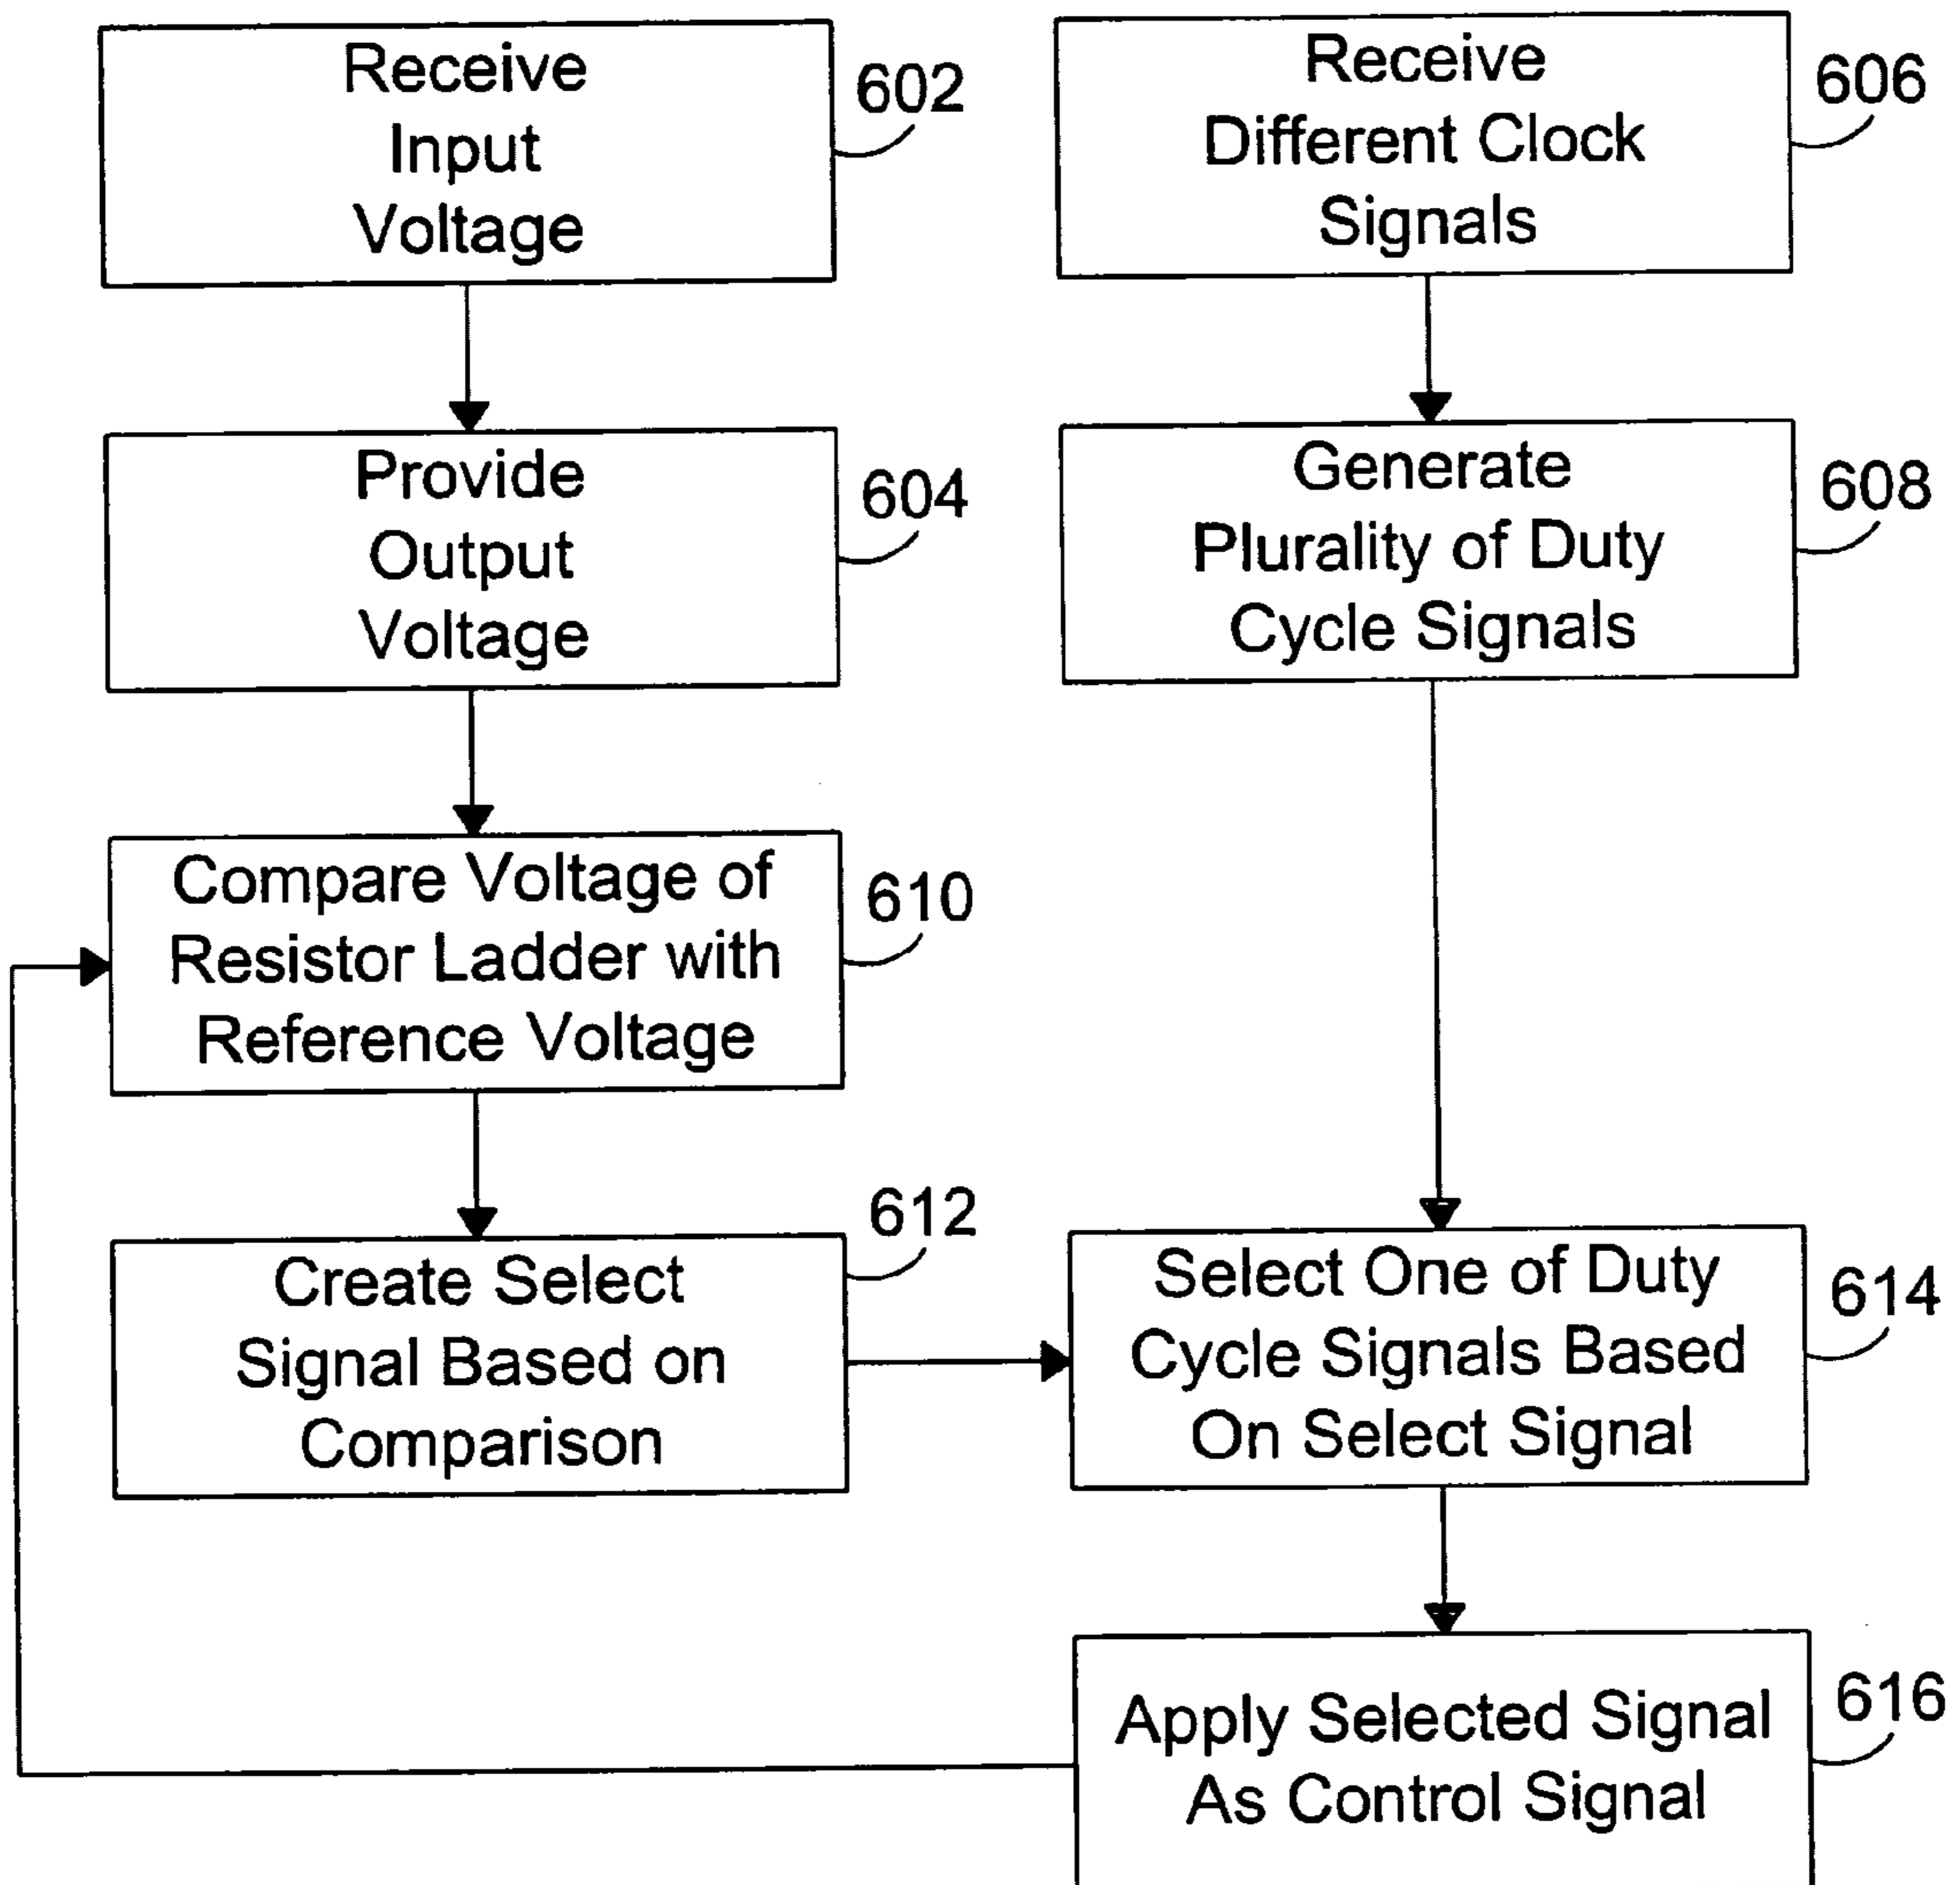 Receive
Input
Voltage
602
Receive
Different Clock
Signals
606
Provide
Output
Voltage
604
Generate
Plurality of Duty
Cycle Signals
608
Compare Voltage of
Resistor Ladder with
Reference Voltage
610
Create Select
Signal Based on
Comparison
612
Select One of Duty
Cycle Signals Based
On Select Signal
614
Apply Selected Signal
As Control Signal
616